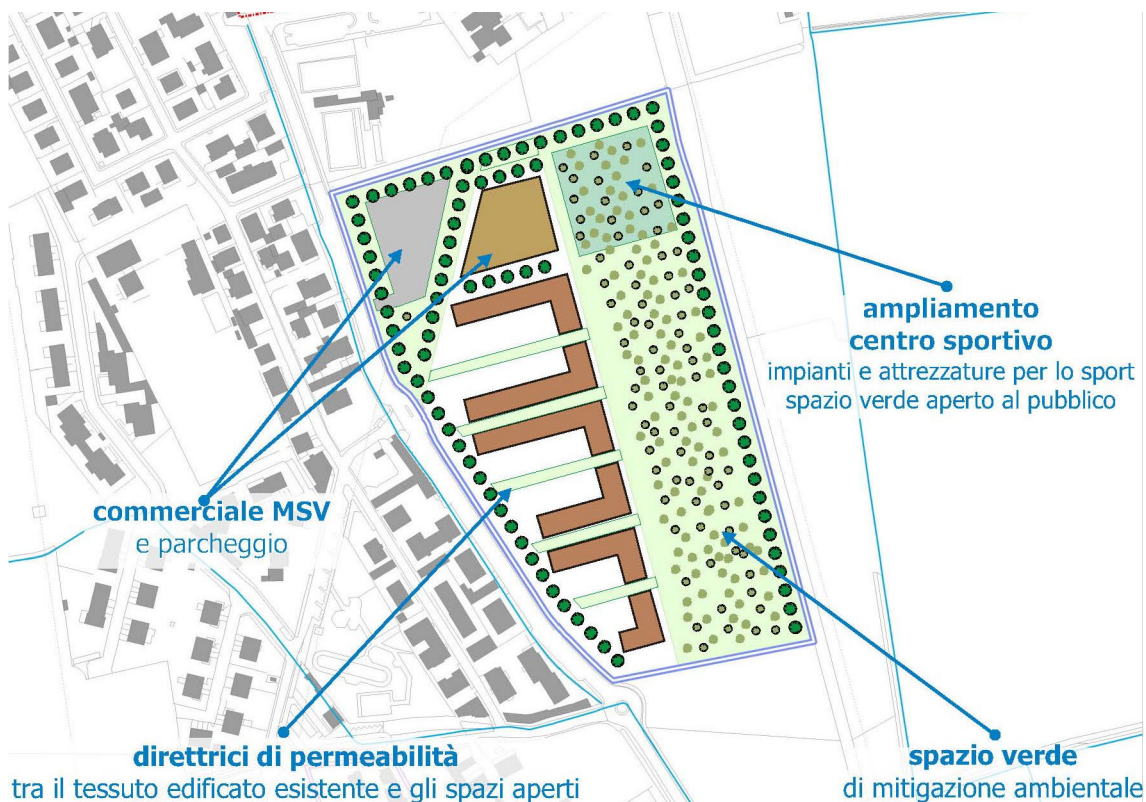 ampliamento
centro sportivo
impianti e attrezzature per lo sport
spazio verde aperto al pubblico
commerciale MSV
e parcheggio
direttrici di permeabilità
tra il tessuto edificato esistente e gli spazi aperti
spazio verde
di mitigazione ambientale